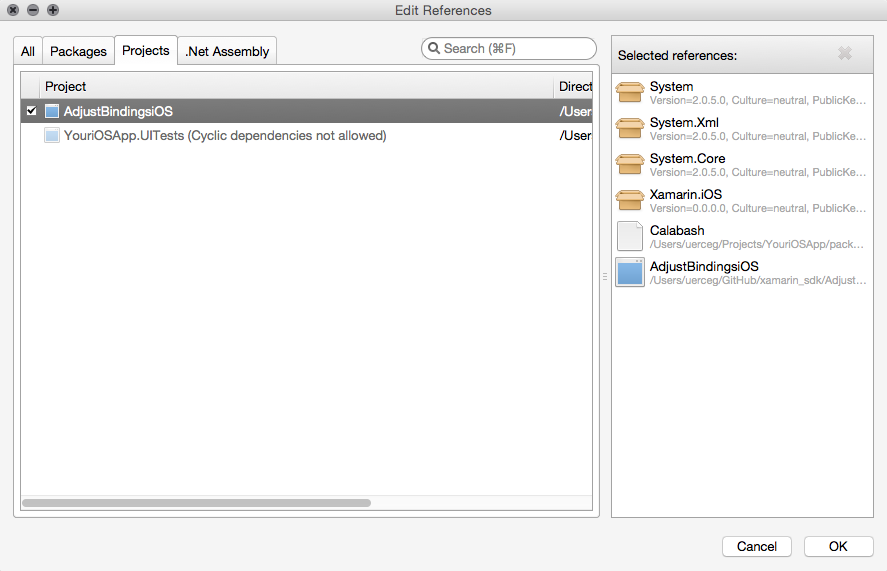 Edit References
All Packages Projects .Net Assembly
Search (⌘F)
Project Direct
AdjustBindingsiOS /User
YouriOSApp.UITests (Cyclic dependencies not allowed) /User
Selected references:
System
Version=2.0.5.0, Culture=neutral, PublicKe...
System.Xml
Version=2.0.5.0, Culture=neutral, PublicKe...
System.Core
Version=2.0.5.0, Culture=neutral, PublicKe...
Xamarin.iOS
Version=0.0.0.0, Culture=neutral, PublicKe...
Calabash
/Users/uerceg/Projects/YouriOSApp/pack...
AdjustBindingsiOS
/Users/uerceg/GitHub/xamarin_sdk/Adjust...
Cancel OK